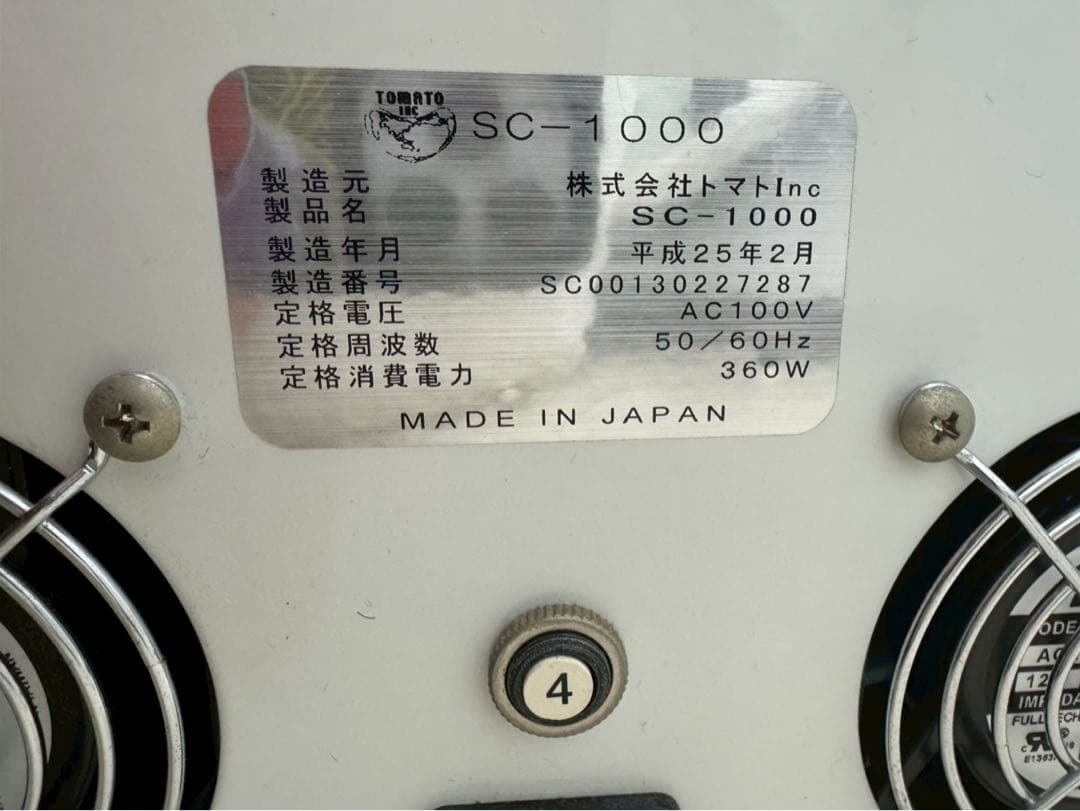 TOMATO
INC
SC-1000
製造元 株式会社トマトInc
製品名 SC-1000
製造年月 平成25年2月
製造番号 SC00130227287
定格電圧 AC100V
定格周波数 50/60Hz
定格消費電力 360W
MADE IN JAPAN
4
AC